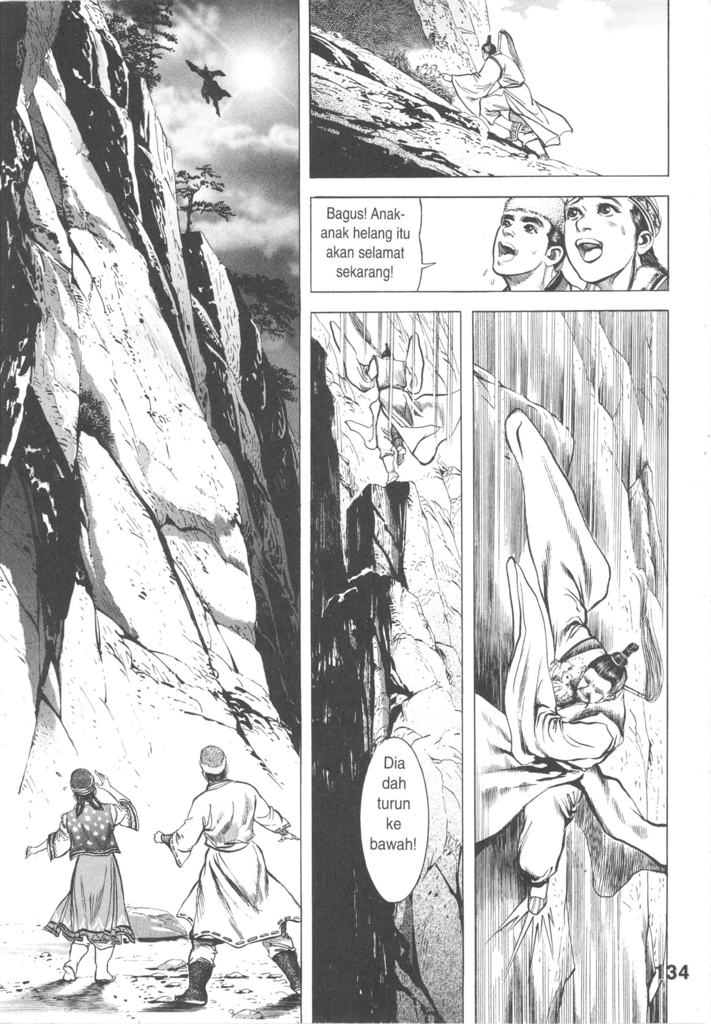 Bagus! Anak-
anak helang itu
akan selamat
sekarang!
Dia
dah
turun
ke
bawah!
134